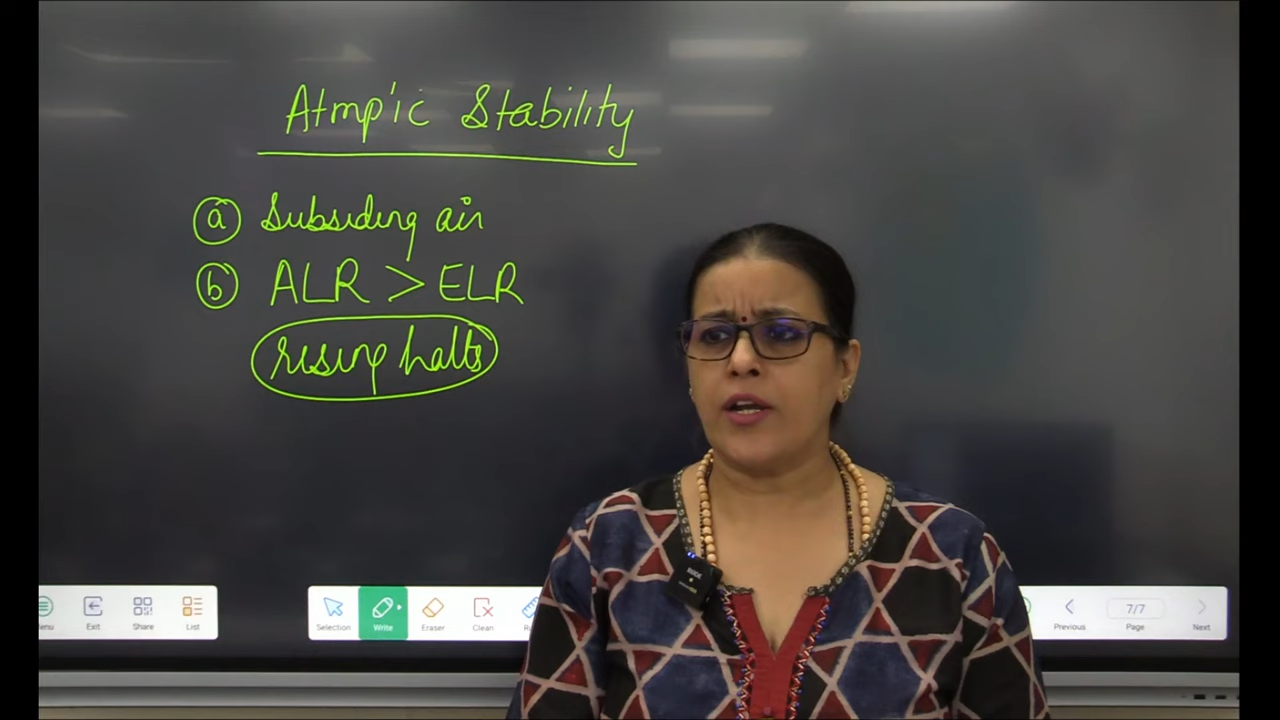 Atmp'ic Stability
ⓐ Subsiding air
ⓑ ALR > ELR
rising halts
RODE
Exit
Share
List
Selection
Write
Eraser
Clean
7/7
Previous
Page
Next